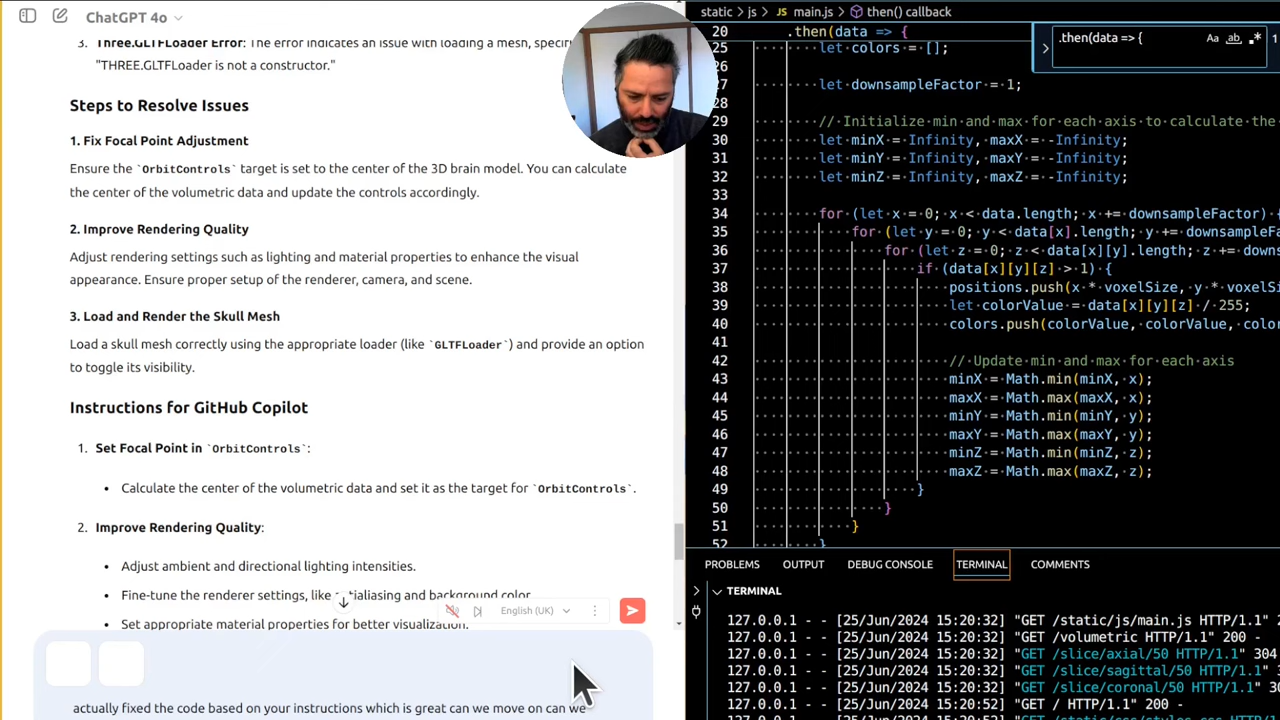 ChatGPT 4o
3. Three.GLTFLoader Error: The error indicates an issue with loading a mesh, speci
"THREE.GLTFLoader is not a constructor."
Steps to Resolve Issues
1. Fix Focal Point Adjustment
Ensure the `OrbitControls` target is set to the center of the 3D brain model. You can calculate
the center of the volumetric data and update the controls accordingly.
2. Improve Rendering Quality
Adjust rendering settings such as lighting and material properties to enhance the visual
appearance. Ensure proper setup of the renderer, camera, and scene.
3. Load and Render the Skull Mesh
Load a skull mesh correctly using the appropriate loader (like `GLTFLoader`) and provide an option
to toggle its visibility.
Instructions for GitHub Copilot
1. Set Focal Point in `OrbitControls`:
• Calculate the center of the volumetric data and set it as the target for `OrbitControls`.
2. Improve Rendering Quality:
• Adjust ambient and directional lighting intensities.
• Fine-tune the renderer settings, like antialiasing and background color.
English (UK)
• Set appropriate material properties for better visualization.
actually fixed the code based on your instructions which is great can we move on can we
static > js > JS main.js > then() callback
20 .then(data => {
.then(data => {
Aa ab .* 1
25 let colors = [];
26
27 let downsampleFactor = 1;
28
29 // Initialize min and max for each axis to calculate the
30 let minX = Infinity, maxX = -Infinity;
31 let minY = Infinity, maxY = -Infinity;
32 let minZ = Infinity, maxZ = -Infinity;
33
34 for (let x = 0; x < data.length; x += downsampleFactor) {
35 for (let y = 0; y < data[x].length; y += downsampleFa
36 for (let z = 0; z < data[x][y].length; z += downs
37 if (data[x][y][z] > 1) {
38 positions.push(x * voxelSize, y * voxelSi
39 let colorValue = data[x][y][z] / 255;
40 colors.push(colorValue, colorValue, colo
41
42 // Update min and max for each axis
43 minX = Math.min(minX, x);
44 maxX = Math.max(maxX, x);
45 minY = Math.min(minY, y);
46 maxY = Math.max(maxY, y);
47 minZ = Math.min(minZ, z);
48 maxZ = Math.max(maxZ, z);
49 }
50 }
51 }
52 }
PROBLEMS OUTPUT DEBUG CONSOLE TERMINAL COMMENTS
TERMINAL
127.0.0.1 - - [25/Jun/2024 15:20:32] "GET /static/js/main.js HTTP/1.1" 2
127.0.0.1 - - [25/Jun/2024 15:20:32] "GET /volumetric HTTP/1.1" 200 -
127.0.0.1 - - [25/Jun/2024 15:20:32] "GET /slice/axial/50 HTTP/1.1" 304
127.0.0.1 - - [25/Jun/2024 15:20:32] "GET /slice/sagittal/50 HTTP/1.1"
127.0.0.1 - - [25/Jun/2024 15:20:32] "GET /slice/coronal/50 HTTP/1.1"
127.0.0.1 - - [25/Jun/2024 15:20:32] "GET / HTTP/1.1" 200 -